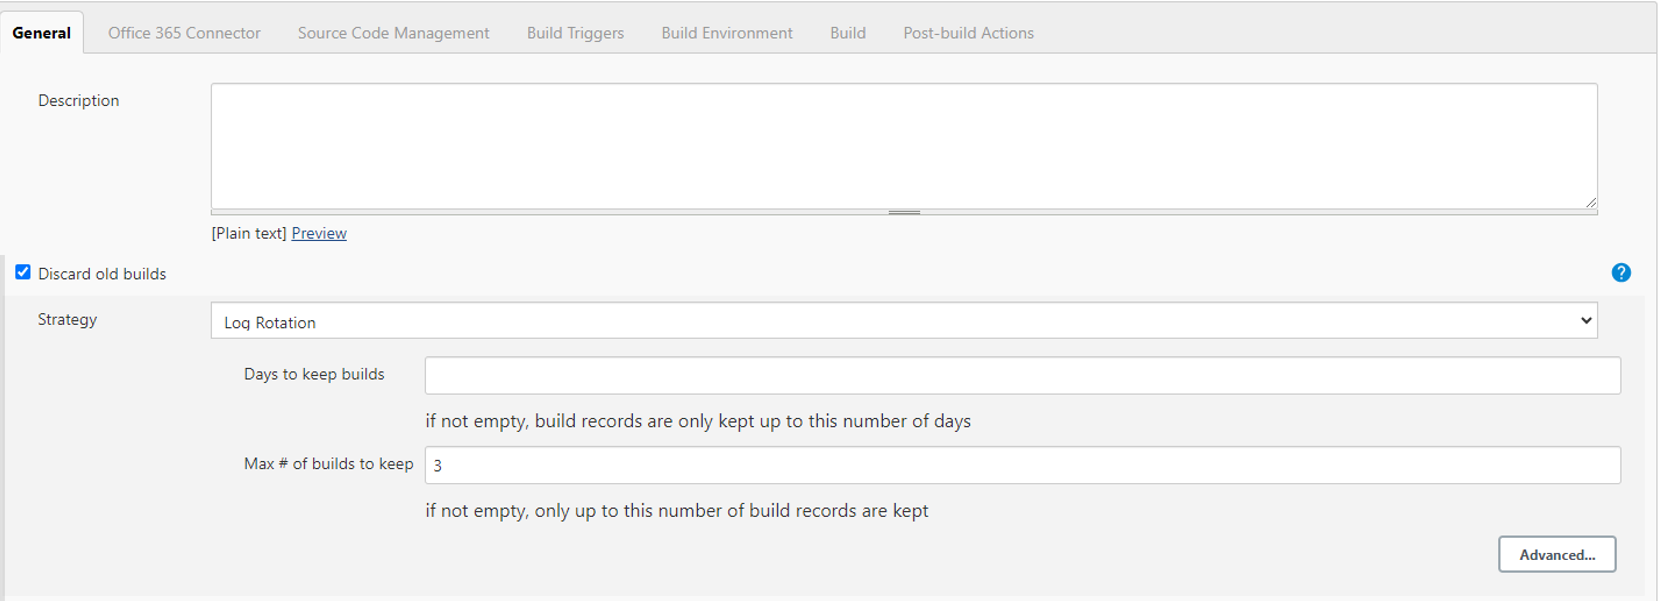 General Office 365 Connector Source Code Management Build Triggers Build Environment Build Post-build Actions
Description
[Plain text] Preview
Discard old builds ?
Strategy Log Rotation
Days to keep builds
if not empty, build records are only kept up to this number of days
Max # of builds to keep 3
if not empty, only up to this number of build records are kept
Advanced...